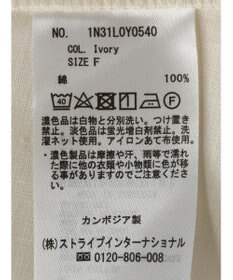 NO. 1N31L0Y0540
COL. Ivory
SIZE F
綿 100%
40
濃色品は白物と分別洗い。つけ置き
禁止。淡色は蛍光増白剤禁止。洗
濯ネット使用。アイロンあて布使用。
・濃色製品は摩擦や汗、雨等で濡れ
た際に他の衣類や小物類に色が移
る事がありますのでご注意ください。
カンボジア製
(株)ストライプインターナショナル
☎0120-806-008